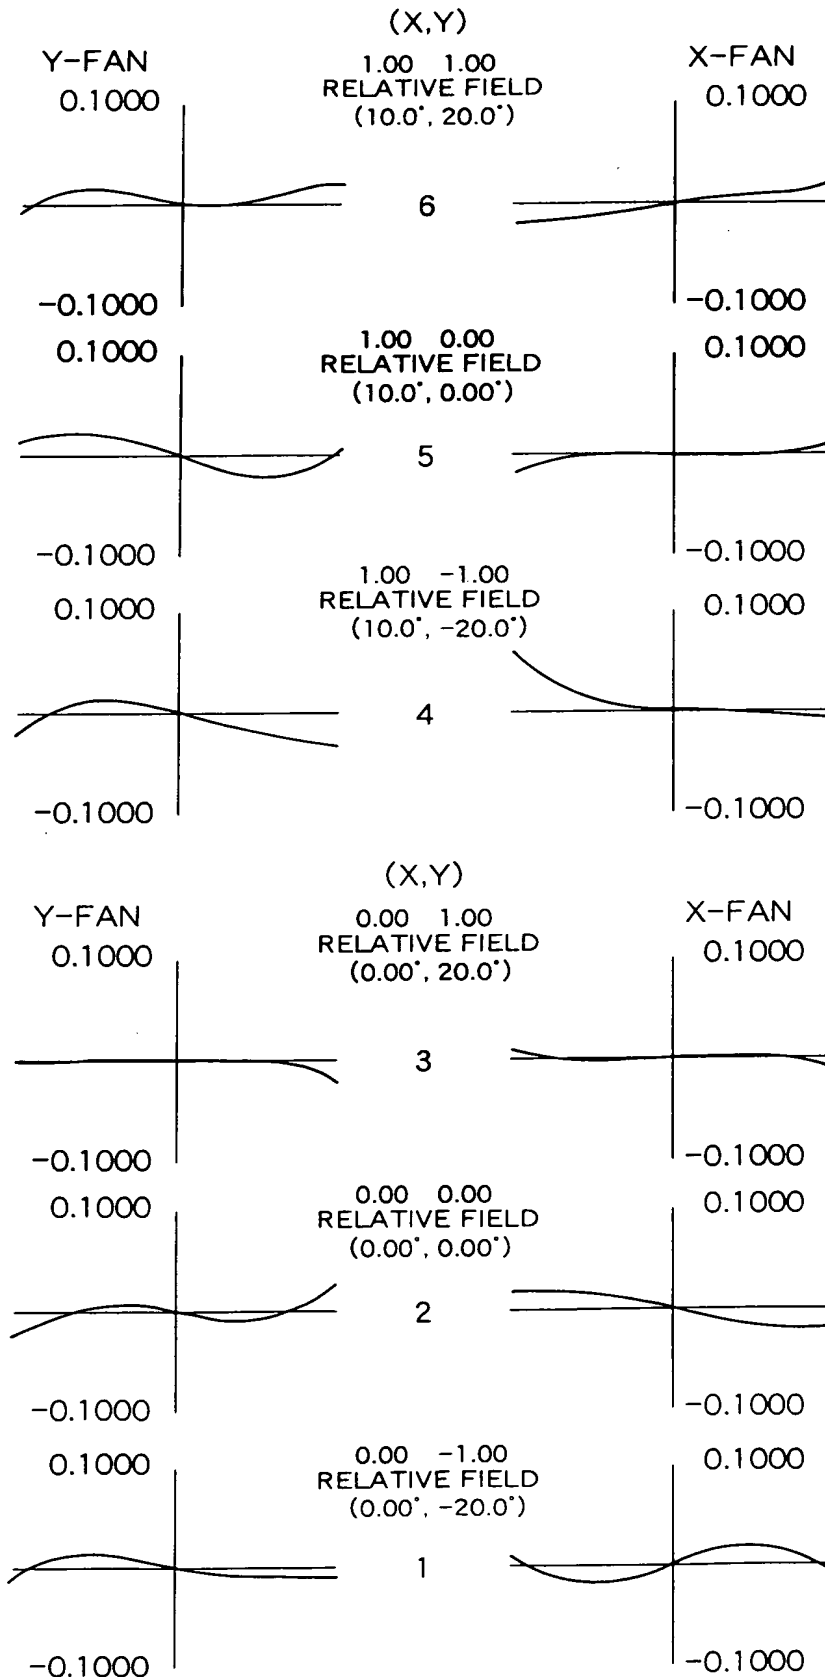 (X,Y)
Y-FAN 1.00 1.00 X-FAN
0.1000 RELATIVE FIELD 0.1000
(10.0°, 20.0°)
6
-0.1000 -0.1000
0.1000 1.00 0.00 0.1000
RELATIVE FIELD
(10.0°, 0.00°)
5
-0.1000 -0.1000
1.00 -1.00
0.1000 RELATIVE FIELD 0.1000
(10.0°, -20.0°)
4
-0.1000 -0.1000
(X,Y)
Y-FAN 0.00 1.00 X-FAN
0.1000 RELATIVE FIELD 0.1000
(0.00°, 20.0°)
3
-0.1000 -0.1000
0.00 0.00
0.1000 RELATIVE FIELD 0.1000
(0.00°, 0.00°)
2
-0.1000 -0.1000
0.00 -1.00
0.1000 RELATIVE FIELD 0.1000
(0.00°, -20.0°)
1
-0.1000 -0.1000